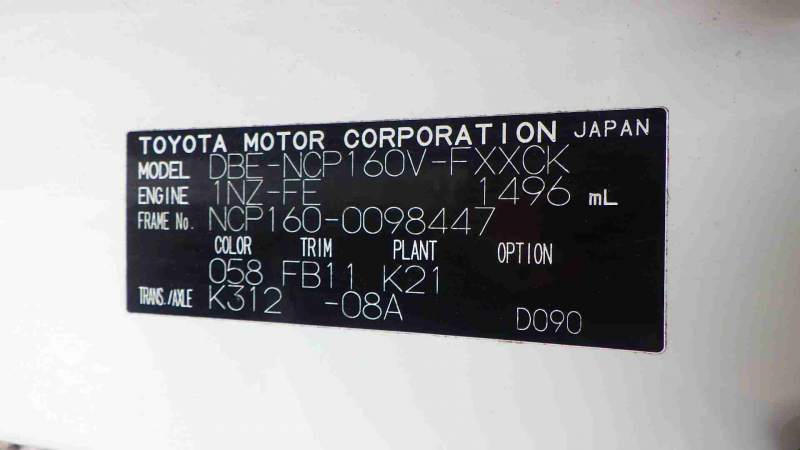 TOYOTA MOTOR CORPORATION JAPAN
MODEL DBE-NCP160V-FXXCK
ENGINE 1NZ-FE 1496 mL
FRAME No. NCP160-0098447
COLOR TRIM PLANT OPTION
058 FB11 K21
TRANS./AXLE K312 -08A
D090